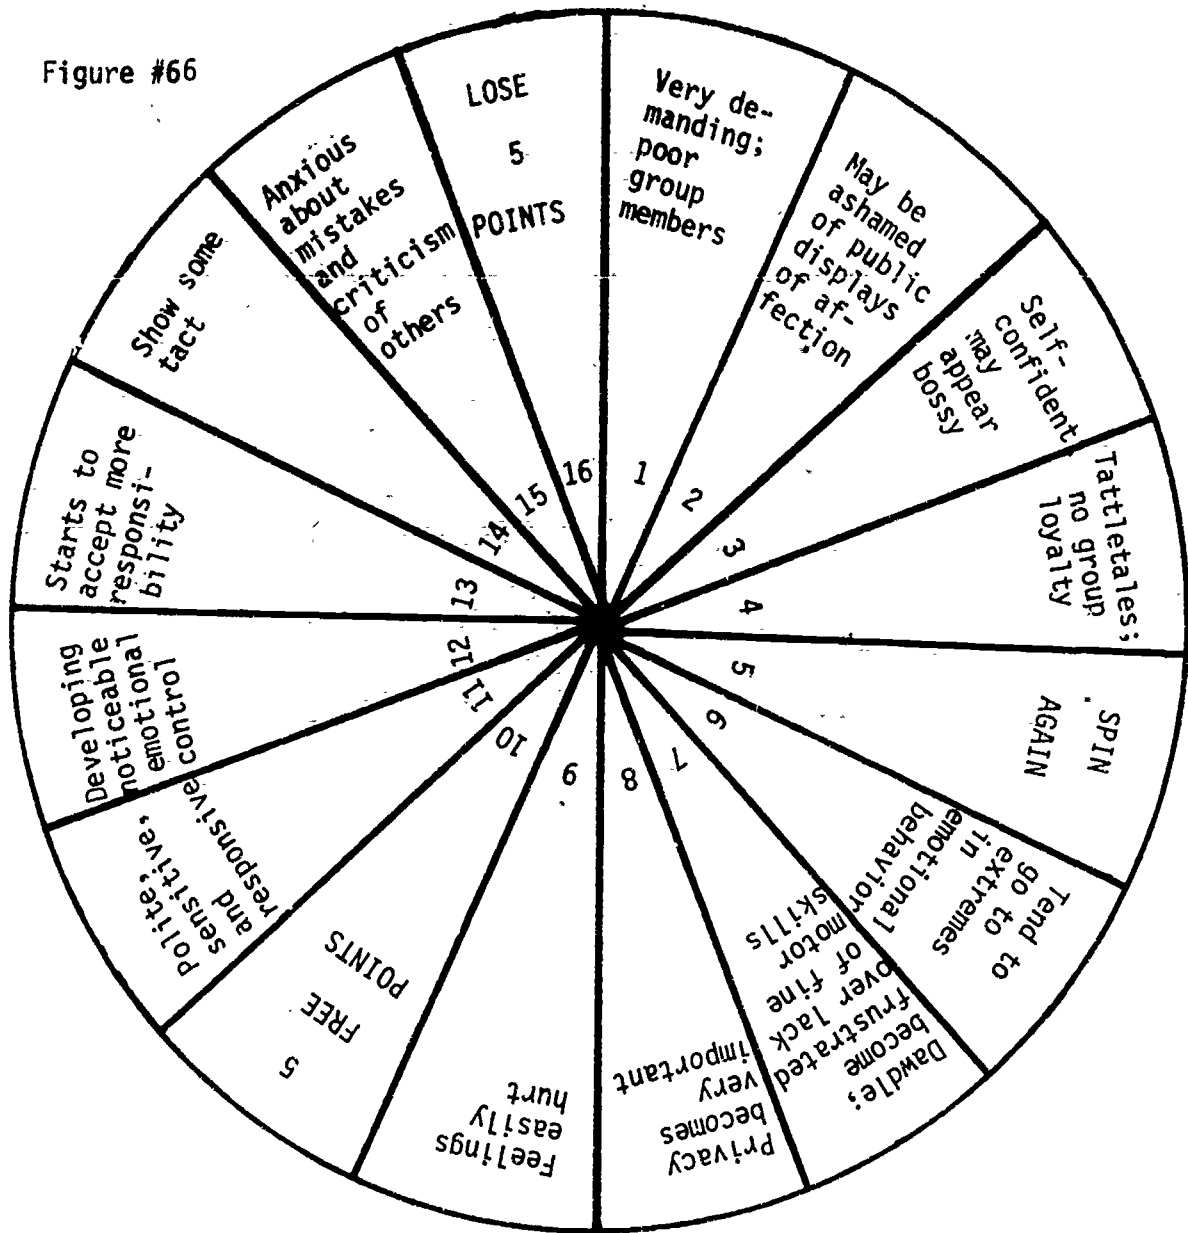 Figure #66
Very de-
manding;
poor
group
members
1
May be
ashamed
of public
displays
of af-
fection
2
Self-
confident
may
appear
bossy
3
Tattletales;
no group
loyalty
4
SPIN
AGAIN
5
Tend to
go to
extremes
in
emotional
behavior
6
Dawdle;
become
frustrated
over lack
of fine
motor
skills
7
Privacy
becomes
very
important
8
Feelings
easily
hurt
9
5
FREE
POINTS
10
Polite,
sensitive,
and
responsive
11
Developing
noticeable
emotional
control
12
Starts to
accept more
responsi-
bility
13
Show some
tact
14
Anxious
about
mistakes
and
criticism
of
others
15
LOSE
5
POINTS
16